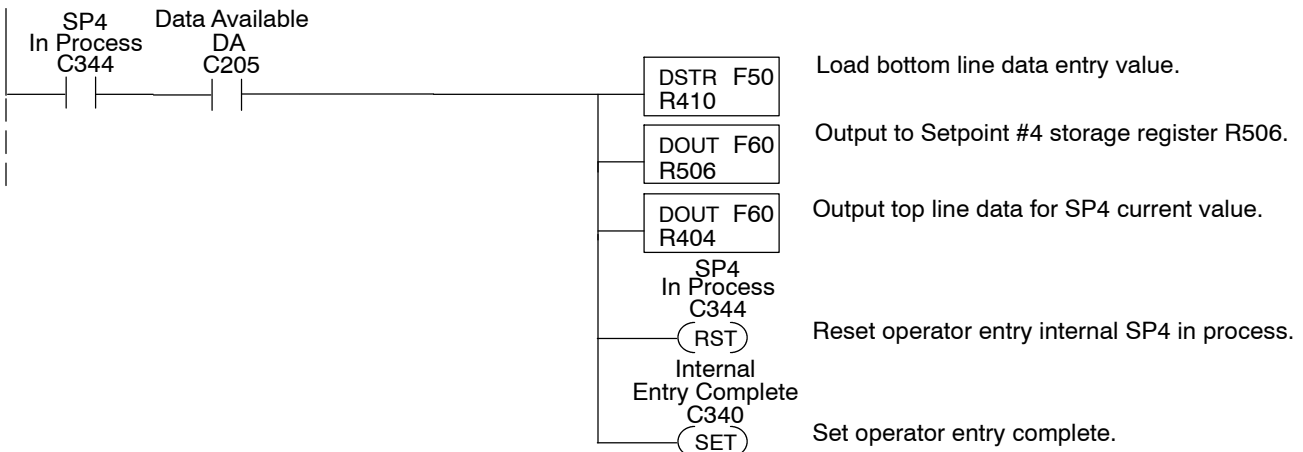 SP4
In Process
C344
Data Available
DA
C205
DSTR F50
R410
Load bottom line data entry value.
DOUT F60
R506
Output to Setpoint #4 storage register R506.
DOUT F60
R404
Output top line data for SP4 current value.
SP4
In Process
C344
RST
Reset operator entry internal SP4 in process.
Internal
Entry Complete
C340
SET
Set operator entry complete.